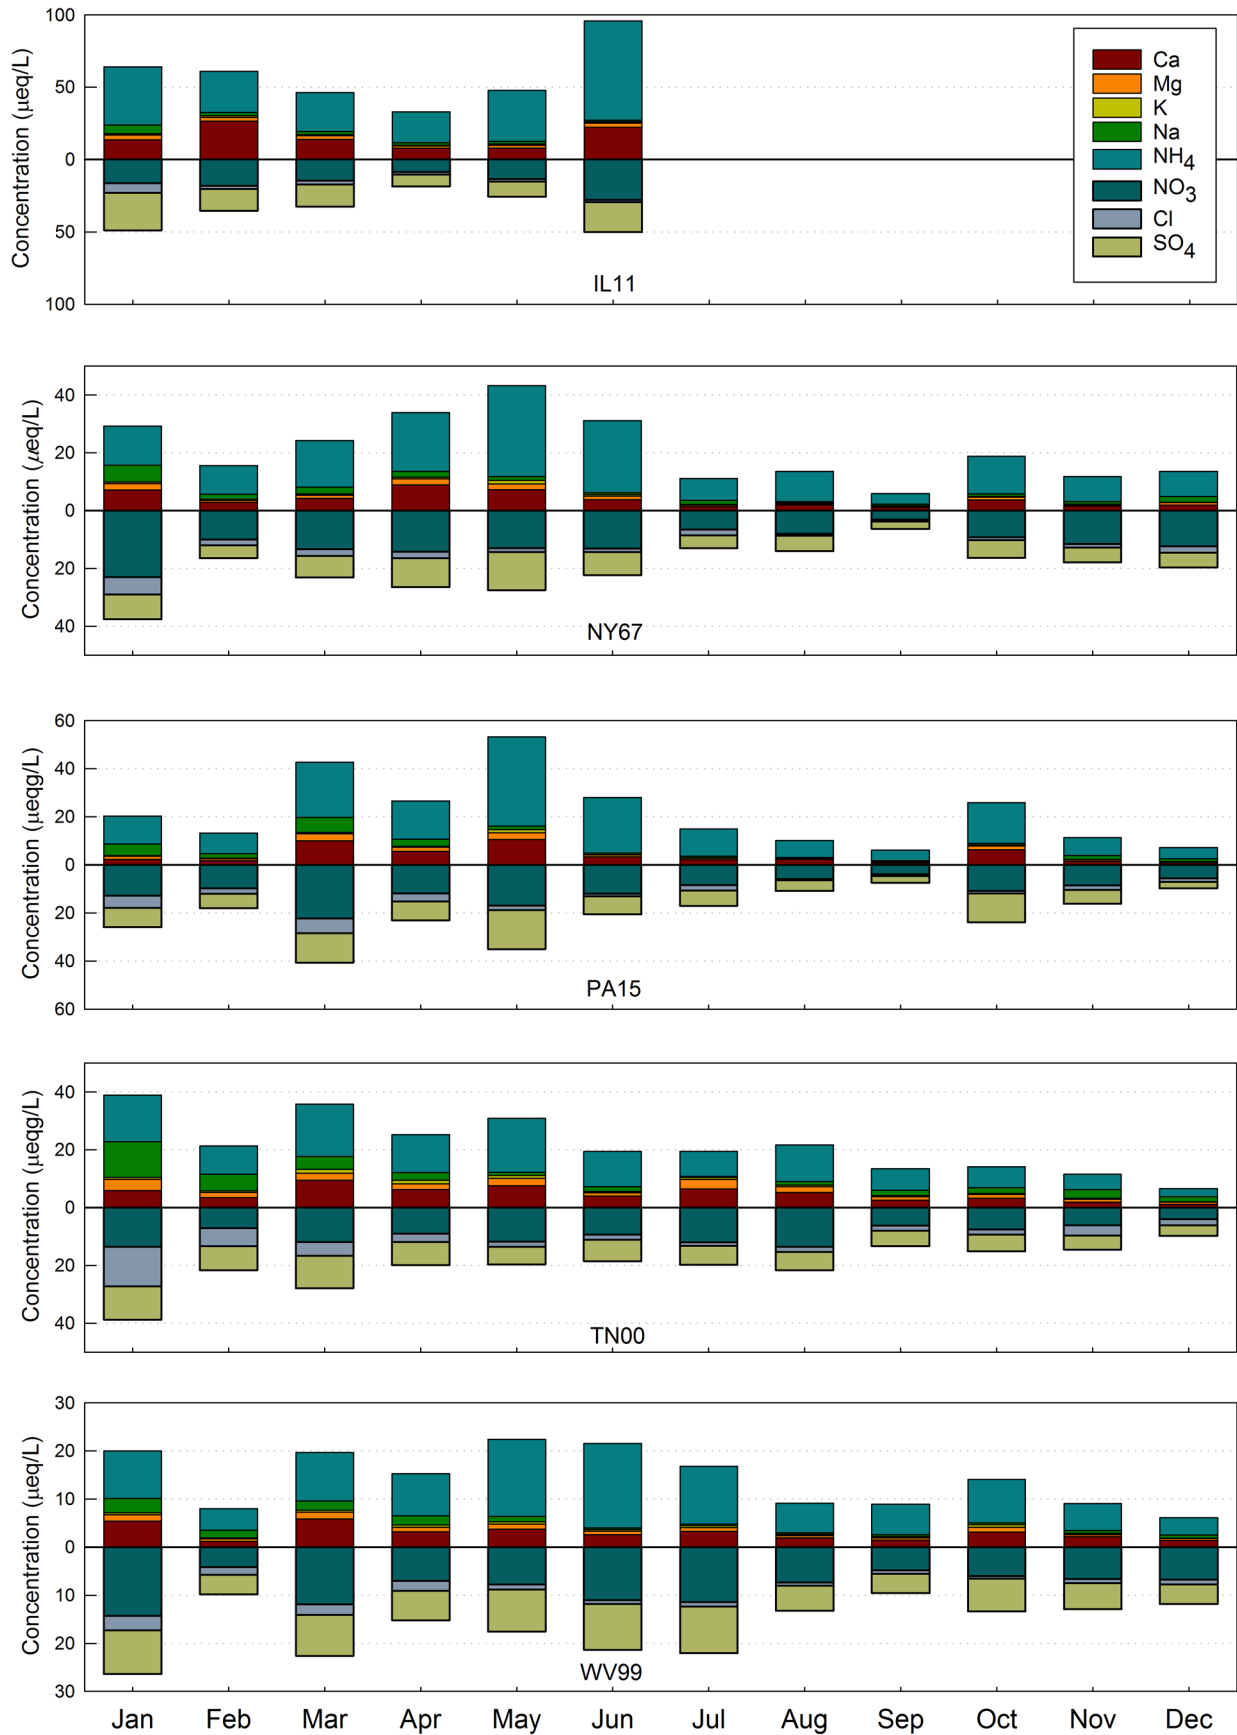 100
50
0
50
100
Concentration (µeq/L)
Ca
Mg
K
Na
NH4
NO3
Cl
SO4
IL11
40
20
0
20
40
Concentration (µeq/L)
NY67
60
40
20
0
20
40
60
Concentration (µeqg/L)
PA15
40
20
0
20
40
Concentration (µeqg/L)
TN00
30
20
10
0
10
20
30
Concentration (µeq/L)
WV99
Jan Feb Mar Apr May Jun Jul Aug Sep Oct Nov Dec